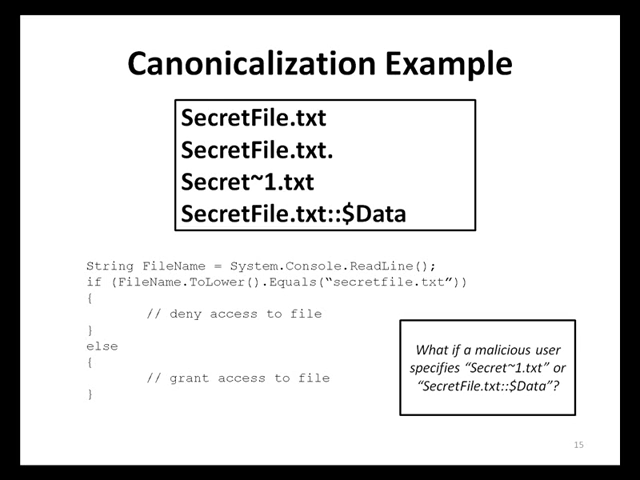 Canonicalization Example
SecretFile.txt
SecretFile.txt.
Secret~1.txt
SecretFile.txt::$Data
String FileName = System.Console.ReadLine();
if (FileName.ToLower().Equals(“secretfile.txt”))
{
// deny access to file
}
else
{
// grant access to file
}
What if a malicious user
specifies “Secret~1.txt” or
“SecretFile.txt::$Data”?
15